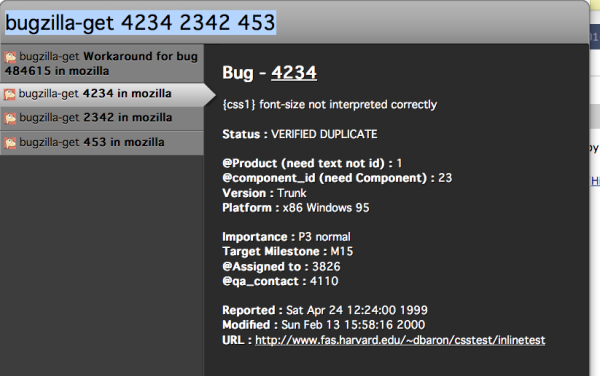 bugzilla-get 4234 2342 453
bugzilla-get Workaround for bug
484615 in mozilla
bugzilla-get 4234 in mozilla
bugzilla-get 2342 in mozilla
bugzilla-get 453 in mozilla
Bug - 4234
{css1} font-size not interpreted correctly
Status : VERIFIED DUPLICATE
@Product (need text not id) : 1
@component_id (need Component) : 23
Version : Trunk
Platform : x86 Windows 95
Importance : P3 normal
Target Milestone : M15
@Assigned to : 3826
@qa_contact : 4110
Reported : Sat Apr 24 12:24:00 1999
Modified : Sun Feb 13 15:58:16 2000
URL : http://www.fas.harvard.edu/~dbaron/csstest/inlinetest
by
Hi